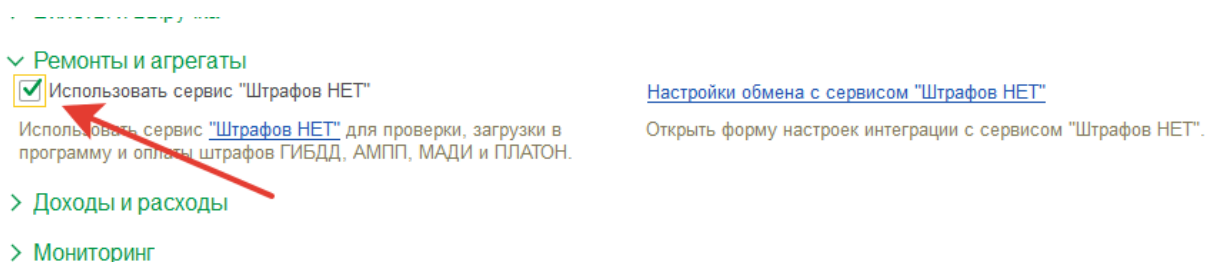 Ремонты и агрегаты
Использовать сервис "Штрафов НЕТ"
Настройки обмена с сервисом "Штрафов НЕТ"
Использовать сервис "Штрафов НЕТ" для проверки, загрузки в
программу и оплаты штрафов ГИБДД, АМПП, МАДИ и ПЛАТОН.
Открыть форму настроек интеграции с сервисом "Штрафов НЕТ".
Доходы и расходы
Мониторинг